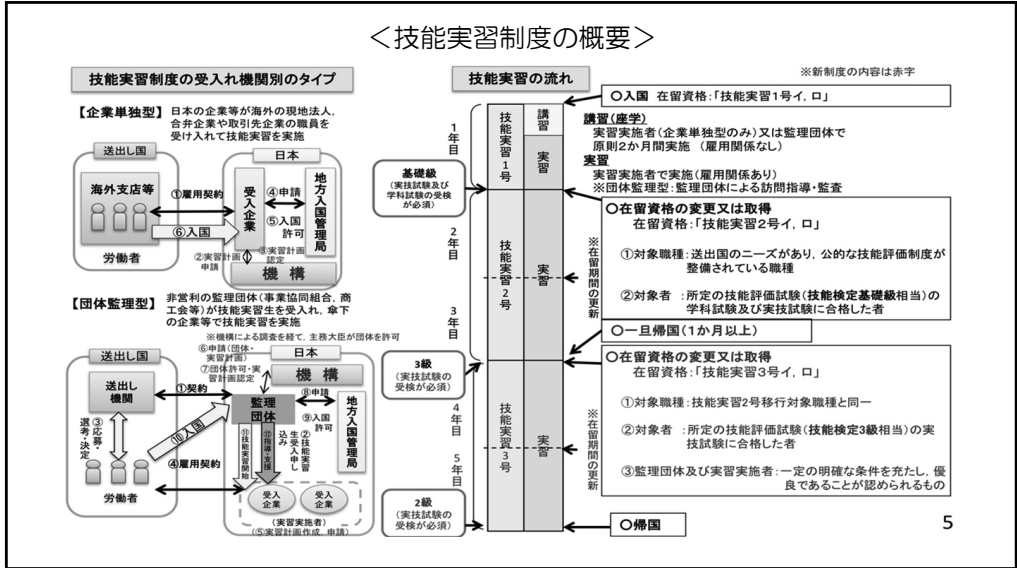 ＜技能実習制度の概要＞
技能実習制度の受入れ機関別のタイプ
【企業単独型】
日本の企業等が海外の現地法人，
合弁企業や取引先企業の職員を
受け入れて技能実習を実施
送出し国
海外支店等
労働者
①雇用契約
⑥入国
日本
受入企業
④申請
⑤入国
許可
地方入国管理局
②実習計画
申請
③実習計画
認定
機構
【団体監理型】
非営利の監理団体（事業協同組合，商
工会等）が技能実習生を受入れ，傘下
の企業等で技能実習を実施
※機構による調査を経て，主務大臣が団体を許可
送出し国
送出し
機関
③応募・
選考・決定
労働者
①契約
⑩入国
④雇用契約
⑥申請（団体・
実習計画）
⑦団体許可・実
習計画認定
日本
機構
監理
団体
⑧申請
⑨入国
許可
地方入国管理局
⑪技能実習開始
⑫指導・支援
②技能実習
生受入申し
込み
受入
企業
受入
企業
（実習実施者）
（⑤実習計画作成，申請）
技能実習の流れ
※新制度の内容は赤字
1年目
2年目
3年目
4年目
5年目
技能実習1号
講習
実習
技能実習2号
実習
技能実習3号
実習
基礎級
（実技試験及び
学科試験の受検
が必須）
3級
（実技試験の
受検が必須）
2級
（実技試験の
受検が必須）
○入国 在留資格：「技能実習1号イ，ロ」
講習（座学）
実習実施者（企業単独型のみ）又は監理団体で
原則2か月間実施 （雇用関係なし）
実習
実習実施者で実施（雇用関係あり）
※団体監理型：監理団体による訪問指導・監査
○在留資格の変更又は取得
在留資格：「技能実習2号イ，ロ」
①対象職種：送出国のニーズがあり，公的な技能評価制度が
整備されている職種
②対象者 ：所定の技能評価試験（技能検定基礎級相当）の
学科試験及び実技試験に合格した者
※在留期間の更新
○一旦帰国（1か月以上）
○在留資格の変更又は取得
在留資格：「技能実習3号イ，ロ」
①対象職種：技能実習2号移行対象職種と同一
②対象者 ：所定の技能評価試験（技能検定3級相当）の実
技試験に合格した者
③監理団体及び実習実施者：一定の明確な条件を充たし，優
良であることが認められるもの
※在留期間の更新
○帰国
5